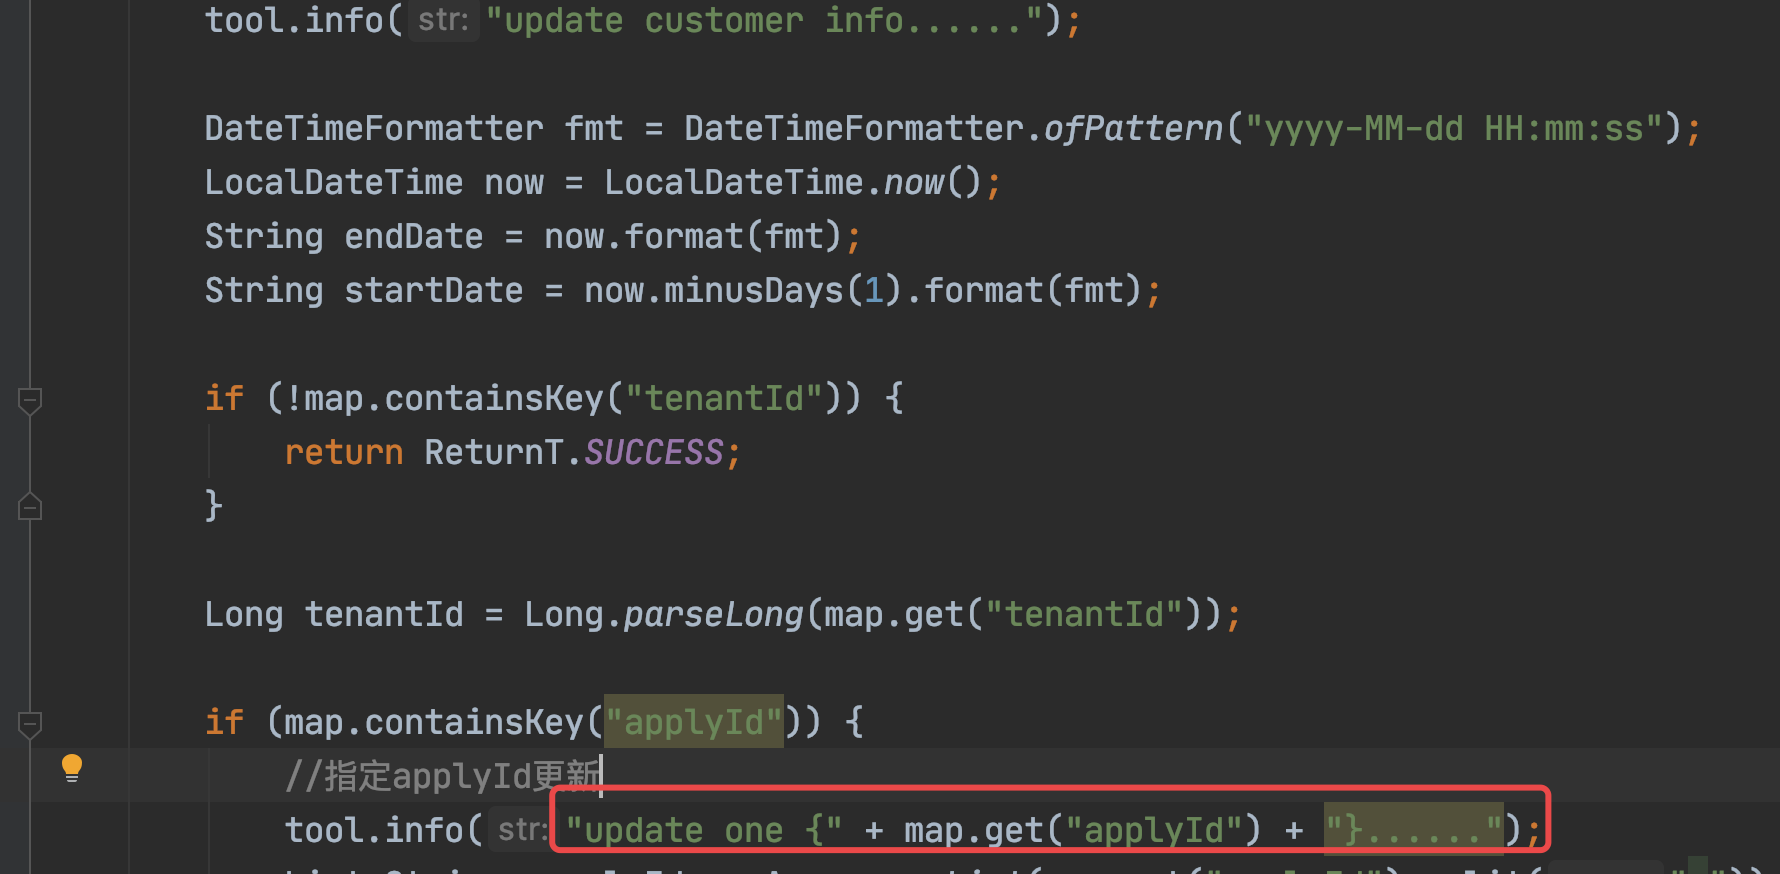 tool.info( str: "update customer info......");
DateTimeFormatter fmt = DateTimeFormatter.ofPattern("yyyy-MM-dd HH:mm:ss");
LocalDateTime now = LocalDateTime.now();
String endDate = now.format(fmt);
String startDate = now.minusDays(1).format(fmt);
if (!map.containsKey("tenantId")) {
return ReturnT.SUCCESS;
}
Long tenantId = Long.parseLong(map.get("tenantId"));
if (map.containsKey("applyId")) {
//指定applyId更新
tool.info( str: "update one {" + map.get("applyId") + "}......");